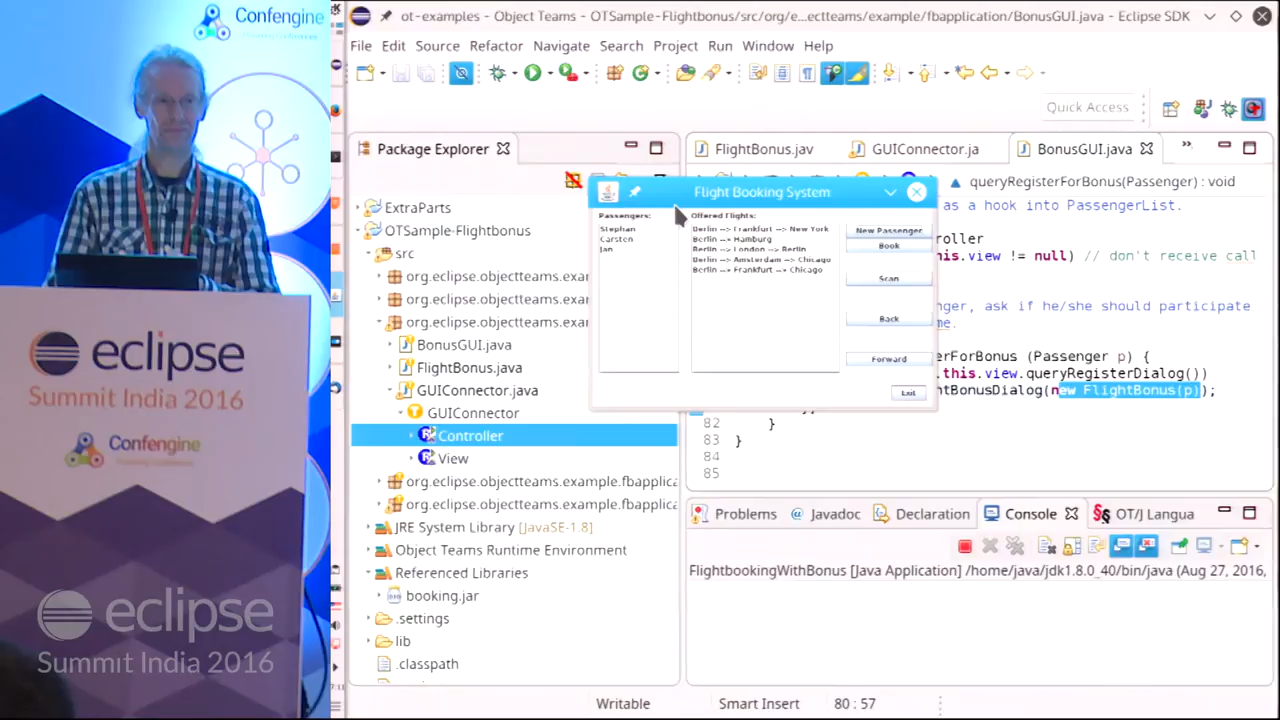 Confengine
eclipse
Summit India 2016
Confengine
eclipse
Summit India 2016
ot-examples - Object Teams - OTSample-Flightbonus/src/org/e...ectteams/example/fbapplication/BonusGUI.java - Eclipse SDK
File Edit Source Refactor Navigate Search Project Run Window Help
Quick Access
Package Explorer
ExtraParts
OTSample-Flightbonus
src
org.eclipse.objectteams.exar
org.eclipse.objectteams.exar
org.eclipse.objectteams.exar
BonusGUI.java
FlightBonus.java
GUIConnector.java
GUIConnector
Controller
View
org.eclipse.objectteams.example.fbapplica
org.eclipse.objectteams.example.fbapplica
JRE System Library [JavaSE-1.8]
Object Teams Runtime Environment
Referenced Libraries
booking.jar
.settings
lib
.classpath
FlightBonus.jav GUIConnector.ja BonusGUI.java
queryRegisterForBonus(Passenger) : void
as a hook into PassengerList.
oller
his.view != null) // don't receive call
nger, ask if he/she should participate
me.
erForBonus (Passenger p) {
this.view.queryRegisterDialog())
htBonusDialog(new FlightBonus(p));
82 }
83 }
84
85
Flight Booking System
Passengers:
Stephan
Carsten
Jan
Offered Flights:
Berlin --> Frankfurt --> New York
Berlin --> Hamburg
Berlin --> London --> Berlin
Berlin --> Amsterdam --> Chicago
Berlin --> Frankfurt --> Chicago
New Passenger
Book
Scan
Back
Forward
Exit
Problems Javadoc Declaration Console OT/J Langua
FlightbookingWithBonus [Java Application] /home/java/jdk1.8.0_40/bin/java (Aug 27, 2016,
Writable Smart Insert 80 : 57